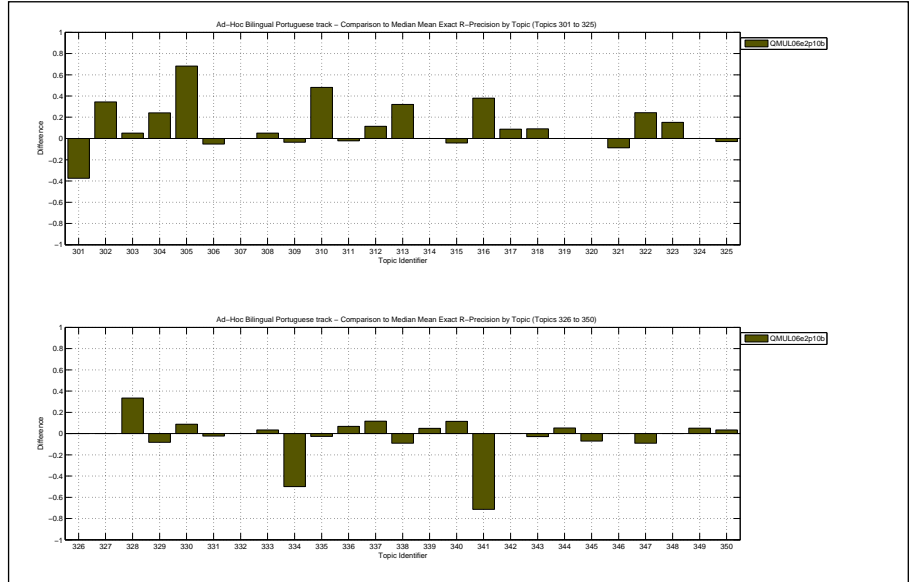 Ad−Hoc Bilingual Portuguese track − Comparison to Median Mean Exact R−Precision by Topic (Topics 301 to 325)
1
0.8
0.6
0.4
0.2
0
−0.2
−0.4
−0.6
−0.8
−1
Difference
301 302 303 304 305 306 307 308 309 310 311 312 313 314 315 316 317 318 319 320 321 322 323 324 325
Topic Identifier
QMUL06e2p10b
Ad−Hoc Bilingual Portuguese track − Comparison to Median Mean Exact R−Precision by Topic (Topics 326 to 350)
1
0.8
0.6
0.4
0.2
0
−0.2
−0.4
−0.6
−0.8
−1
Difference
326 327 328 329 330 331 332 333 334 335 336 337 338 339 340 341 342 343 344 345 346 347 348 349 350
Topic Identifier
QMUL06e2p10b